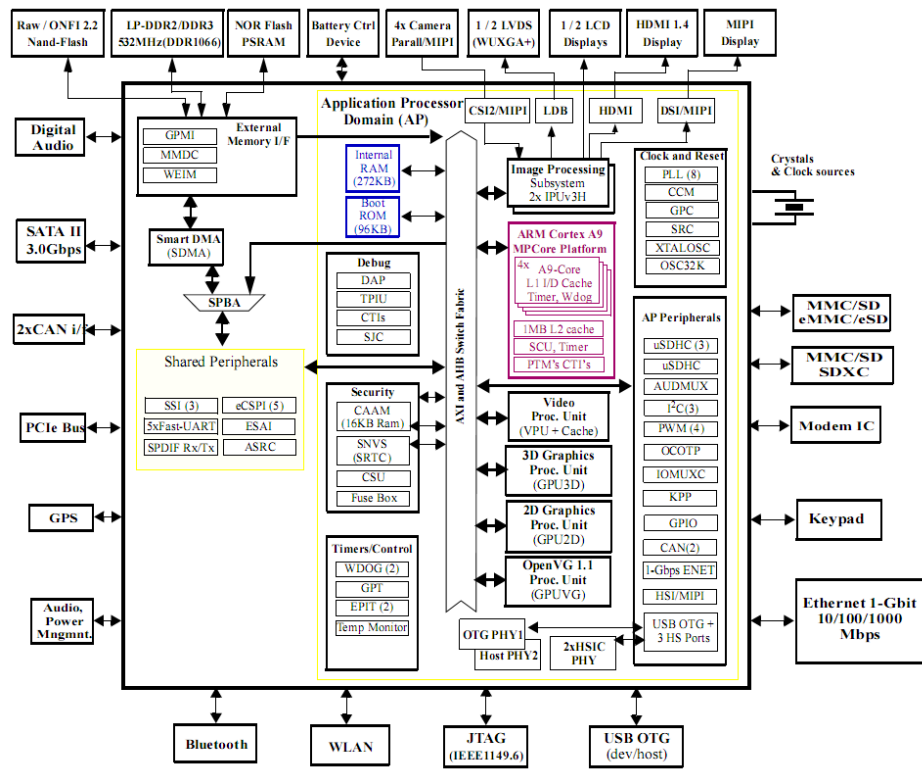 Raw / ONFI 2.2
Nand-Flash
LP-DDR2/DDR3
532MHz(DDR1066)
NOR Flash
PSRAM
Battery Ctrl
Device
4x Camera
Parall/MIPI
1 / 2 LVDS
(WUXGA+)
1 / 2 LCD
Displays
HDMI 1.4
Display
MIPI
Display
Application Processor
Domain (AP)
CSI2/MIPI
LDB
HDMI
DSI/MIPI
External
Memory I/F
GPMI
MMDC
WEIM
Internal
RAM
(272KB)
Boot
ROM
(96KB)
Image Processing
Subsystem
2x IPUv3H
Clock and Reset
PLL (8)
CCM
GPC
SRC
XTALOSC
OSC32K
Crystals
& Clock sources
Digital
Audio
SATA II
3.0Gbps
2xCAN i/f
PCIe Bus
GPS
Audio,
Power
Mngmnt.
Smart DMA
(SDMA)
SPBA
Shared Peripherals
SSI (3)
eCSPI (5)
5xFast-UART
ESAI
SPDIF Rx/Tx
ASRC
Debug
DAP
TPIU
CTIs
SJC
Security
CAAM
(16KB Ram)
SNVS
(SRTC)
CSU
Fuse Box
Timers/Control
WDOG (2)
GPT
EPIT (2)
Temp Monitor
AXI and AHB Switch Fabric
ARM Cortex A9
MPCore Platform
4x
A9-Core
L1 I/D Cache
Timer, Wdog
1MB L2 cache
SCU, Timer
PTM's CTI's
Video
Proc. Unit
(VPU + Cache)
3D Graphics
Proc. Unit
(GPU3D)
2D Graphics
Proc. Unit
(GPU2D)
OpenVG 1.1
Proc. Unit
(GPUVG)
OTG PHY1
Host PHY2
2xHSIC
PHY
AP Peripherals
uSDHC (3)
uSDHC
AUDMUX
I2C(3)
PWM (4)
OCOTP
IOMUXC
KPP
GPIO
CAN(2)
1-Gbps ENET
HSI/MIPI
USB OTG +
3 HS Ports
MMC/SD
eMMC/eSD
MMC/SD
SDXC
Modem IC
Keypad
Ethernet 1-Gbit
10/100/1000
Mbps
Bluetooth
WLAN
JTAG
(IEEE1149.6)
USB OTG
(dev/host)